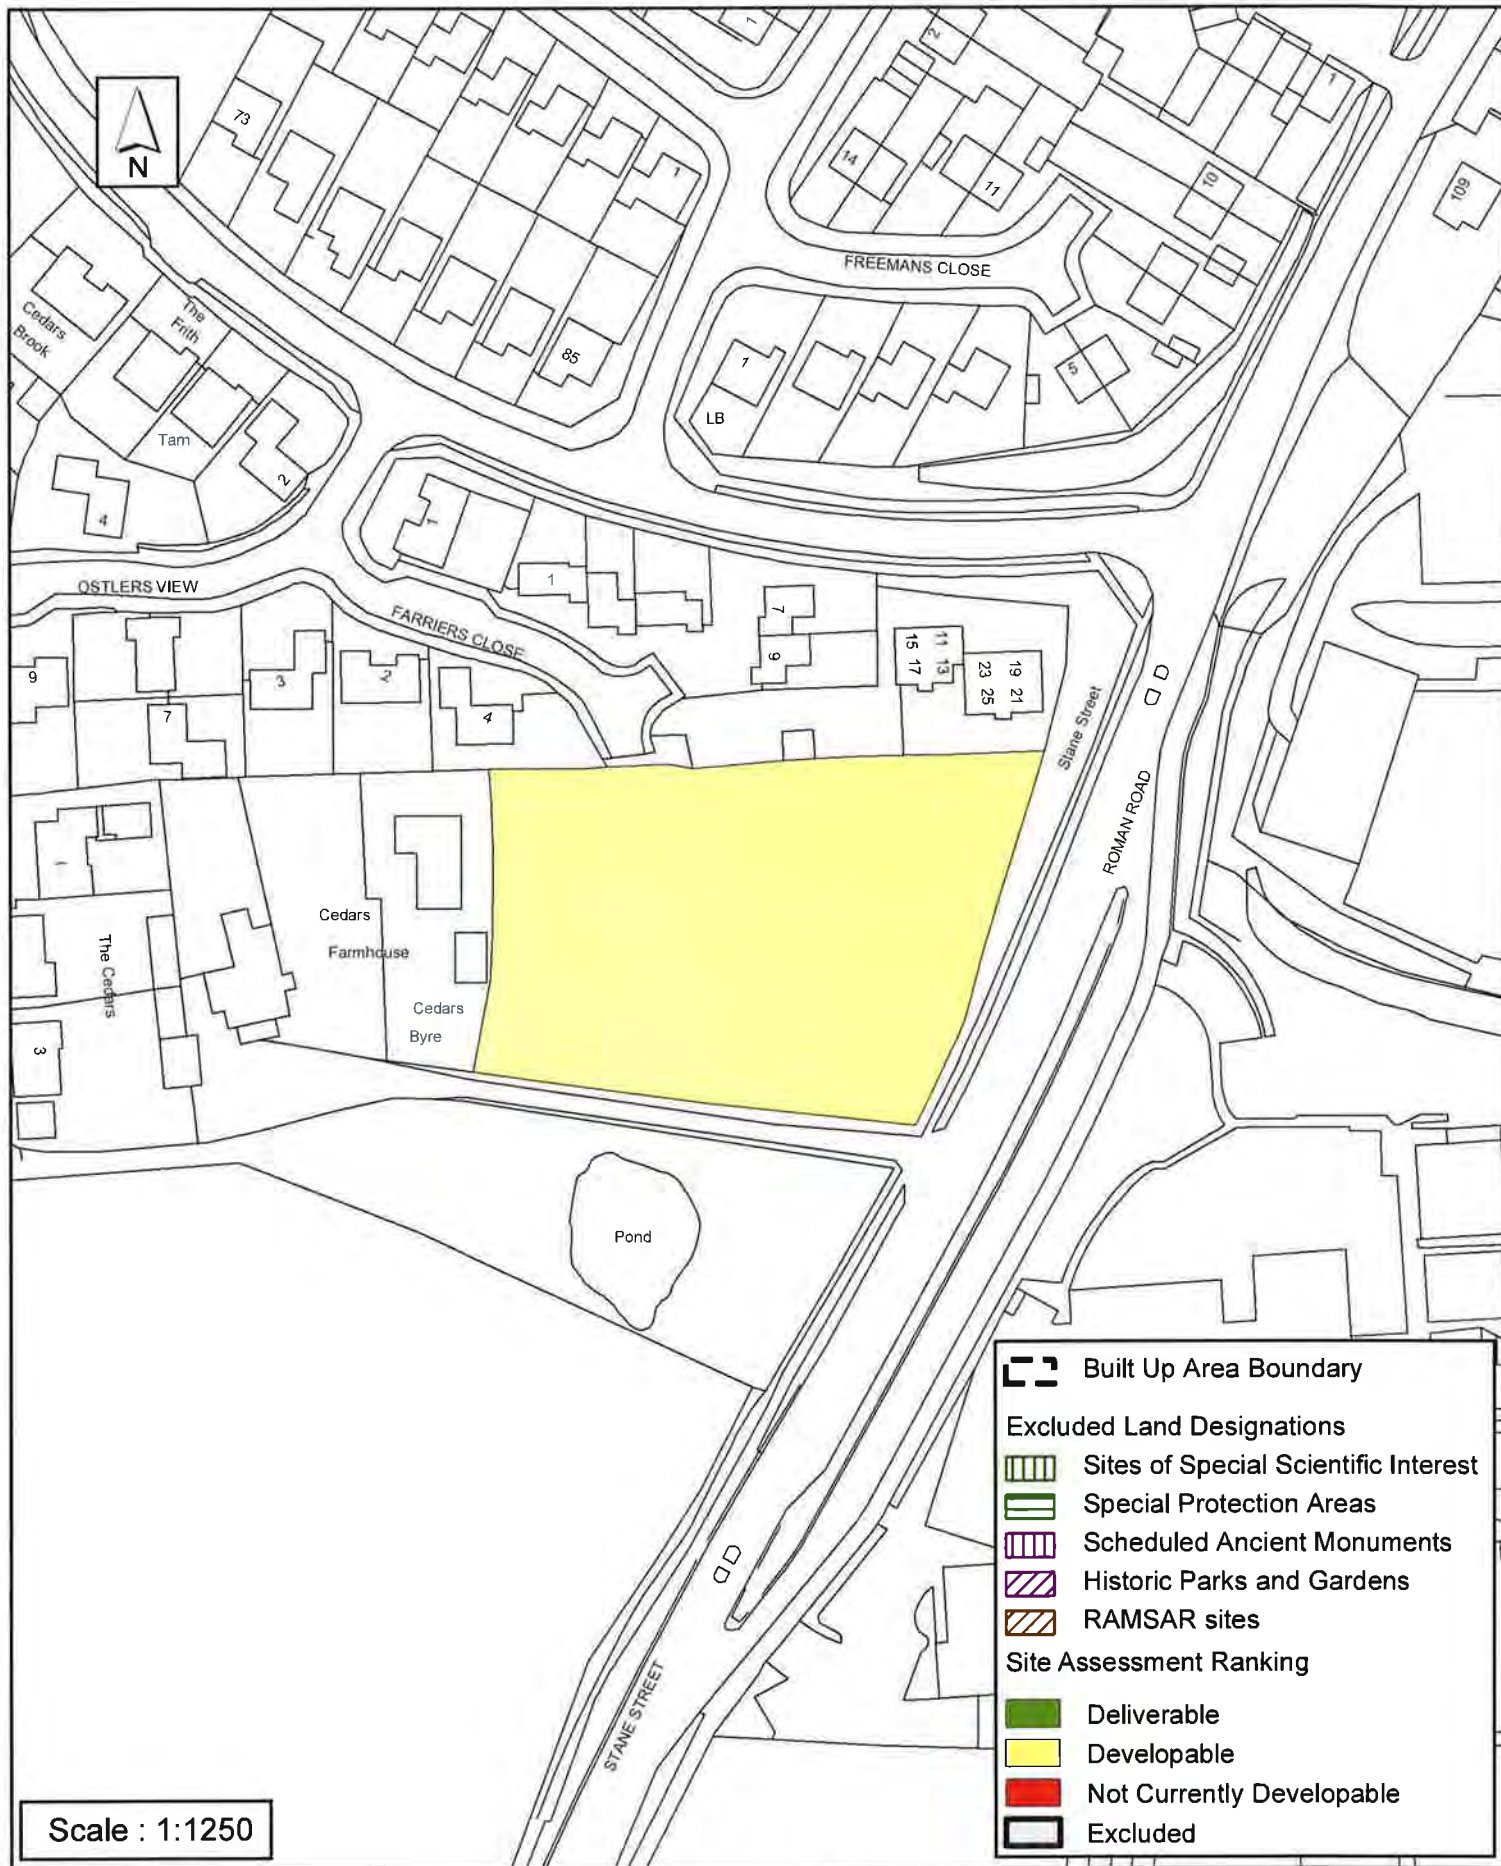 1
2
1
73
N
14
11
10
109
1
FREEMANS CLOSE
Cedars
Brook
The
Frith
85
1
5
LB
Tarn
2
4
1
OSTLERS VIEW
1
FARRIERS CLOSE
7
9
11
13
15
17
19
21
23
25
9
3
2
7
4
Stane Street
ROMAN ROAD
1
The Cedars
Cedars
Farmhouse
Cedars
Byre
3
Pond
STANE STREET
Built Up Area Boundary
Excluded Land Designations
Sites of Special Scientific Interest
Special Protection Areas
Scheduled Ancient Monuments
Historic Parks and Gardens
RAMSAR sites
Site Assessment Ranking
Deliverable
Developable
Not Currently Developable
Excluded
Scale : 1:1250